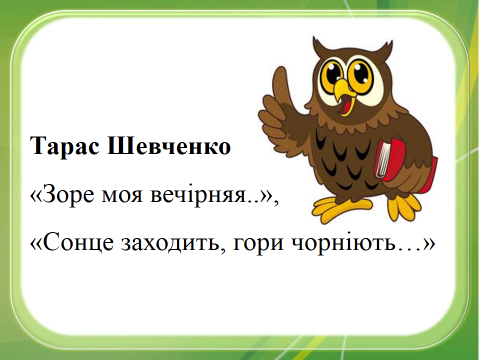 Тарас Шевченко
«Зоре моя вечірняя..»,
«Сонце заходить, гори чорніють…»